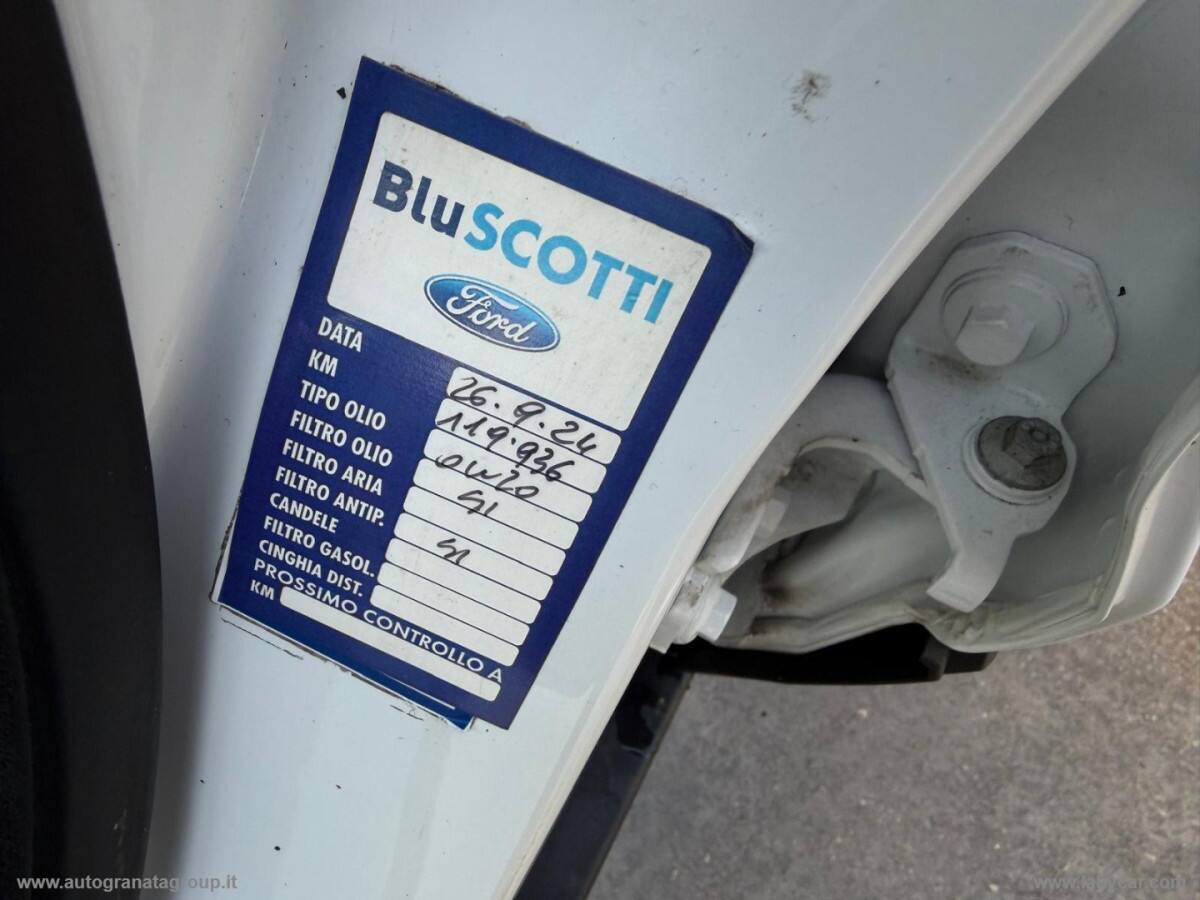 BluSCOTTI
Ford
DATA 26.9.24
KM 119.936
TIPO OLIO 0W20
FILTRO OLIO SI
FILTRO ARIA
FILTRO ANTIP. SI
CANDELE
FILTRO GASOL.
CINGHIA DIST.
PROSSIMO CONTROLLO A
KM
www.autogranatagroup.it